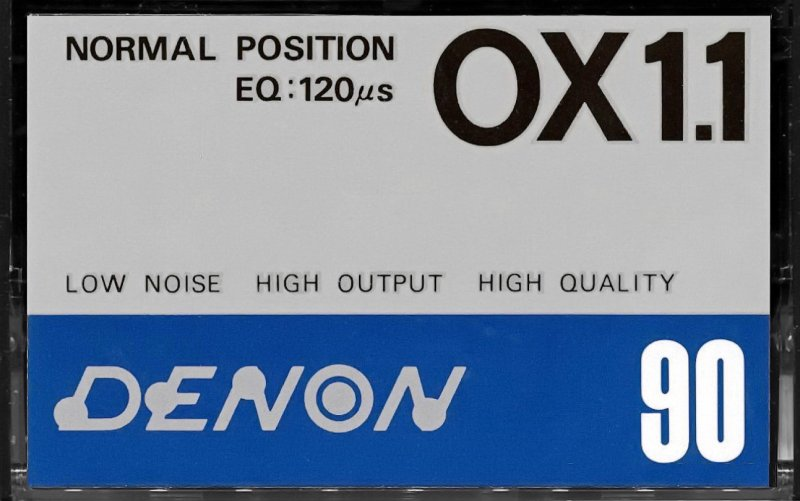 NORMAL POSITION
EQ:120μs
OX1.1
LOW NOISE HIGH OUTPUT HIGH QUALITY
DENON
90